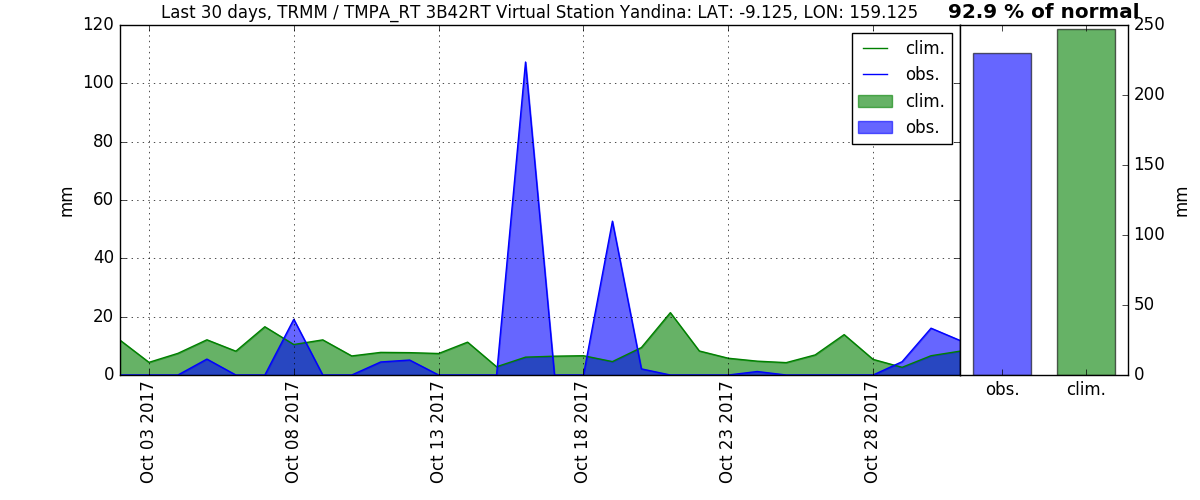 Last 30 days, TRMM / TMPA_RT 3B42RT Virtual Station Yandina: LAT: -9.125, LON: 159.125
92.9 % of normal
120
100
80
60
40
20
0
mm
clim.
obs.
clim.
obs.
250
200
150
100
50
0
mm
Oct 03 2017
Oct 08 2017
Oct 13 2017
Oct 18 2017
Oct 23 2017
Oct 28 2017
obs.
clim.